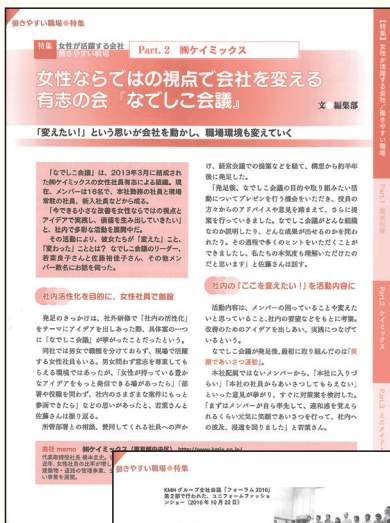 働きやすい職場●特集
特集 女性が活躍する会社
働きやすい職場
Part. 2 ㈱ケイミックス
女性ならではの視点で会社を変える
有志の会『なでしこ会議』
文●編集部
「変えたい！」という思いが会社を動かし、職場環境も変えていく
「なでしこ会議」は、2013年3月に結成され
た㈱ケイミックスの女性社員有志による組織。現
在、メンバーは16名で、本社勤務の社員と現場
常駐の社員、新入社員などから成る。
「今できる小さな改善を女性ならではの視点と
アイデアで実践し、価値を生み出していきたい」
と、社内で多彩な活動を展開中だ。
その活動により、彼女たちが「変えた」こと、
「変わった」こととは？ なでしこ会議のリーダー、
若菜良子さんと佐藤裕佳子さん、その他メン
バー数名にお話を伺った。
社内活性化を目的に、女性社員で創設
発足のきっかけは、社外研修で「社内の活性化」
をテーマにアイデアを出しあった際、具体案の一つ
に「なでしこ会議」が挙がったことだったという。
同社では男女で職種を分けておらず、現場で活躍
する女性社員もいる。男女問わず意志を尊重しても
らえる環境ではあったが、「女性が持っている豊か
なアイデアをもっと発信できる場があったら」「部
署や役職を問わず、社内のさまざまな案件にもっと
参画できたら」などの思いがあったと、若菜さんと
佐藤さんは振り返る。
所管部署との相談、賛同してくれる社員への声か
け、経営会議での提案などを経て、構想から約半年
後に発足した。
「発足後、なでしこ会議の目的や取り組みたい活動
についてプレゼンを行う機会をいただき、役員の
方々からのアドバイスや意見を踏まえて、さらに提
案を行っていきました。なでしこ会議がどんな組織
なのか説明したり、どんな成果が出せるのかを問わ
れたり。その過程で多くのヒントをいただくことが
できましたし、私たちの本気度も理解いただけたの
だと思います」と佐藤さんは話す。
社内の「ここを変えたい！」を活動内容に
活動内容は、メンバーの困っていることや変えた
いと思っていること、社内の要望などをもとに考案。
改善のためのアイデアを出しあい、実践につなげて
いるという。
なでしこ会議が発足後、最初に取り組んだのは「笑
顔であいさつ運動」。
本社配属ではないメンバーから、「本社に入りづ
らい」「本社の社員からあいさつしてもらえない」
といった意見が挙がり、すぐに対策案を検討した。
「まずはメンバーが自ら率先して、違和感を覚えら
れるくらい元気に笑顔であいさつを行って、社内へ
の波及、浸透を図りました」と若菜さん。
【特集】女性が活躍する会社／働きやすい職場
Part.2 ケイミックス
会社 memo ㈱ケイミックス
働きやすい職場●特集
KMHグループ全社会議「フォーラム 2016」
第2部で行われた、ユニフォームファッショ
ンショー（2016年10月22日）